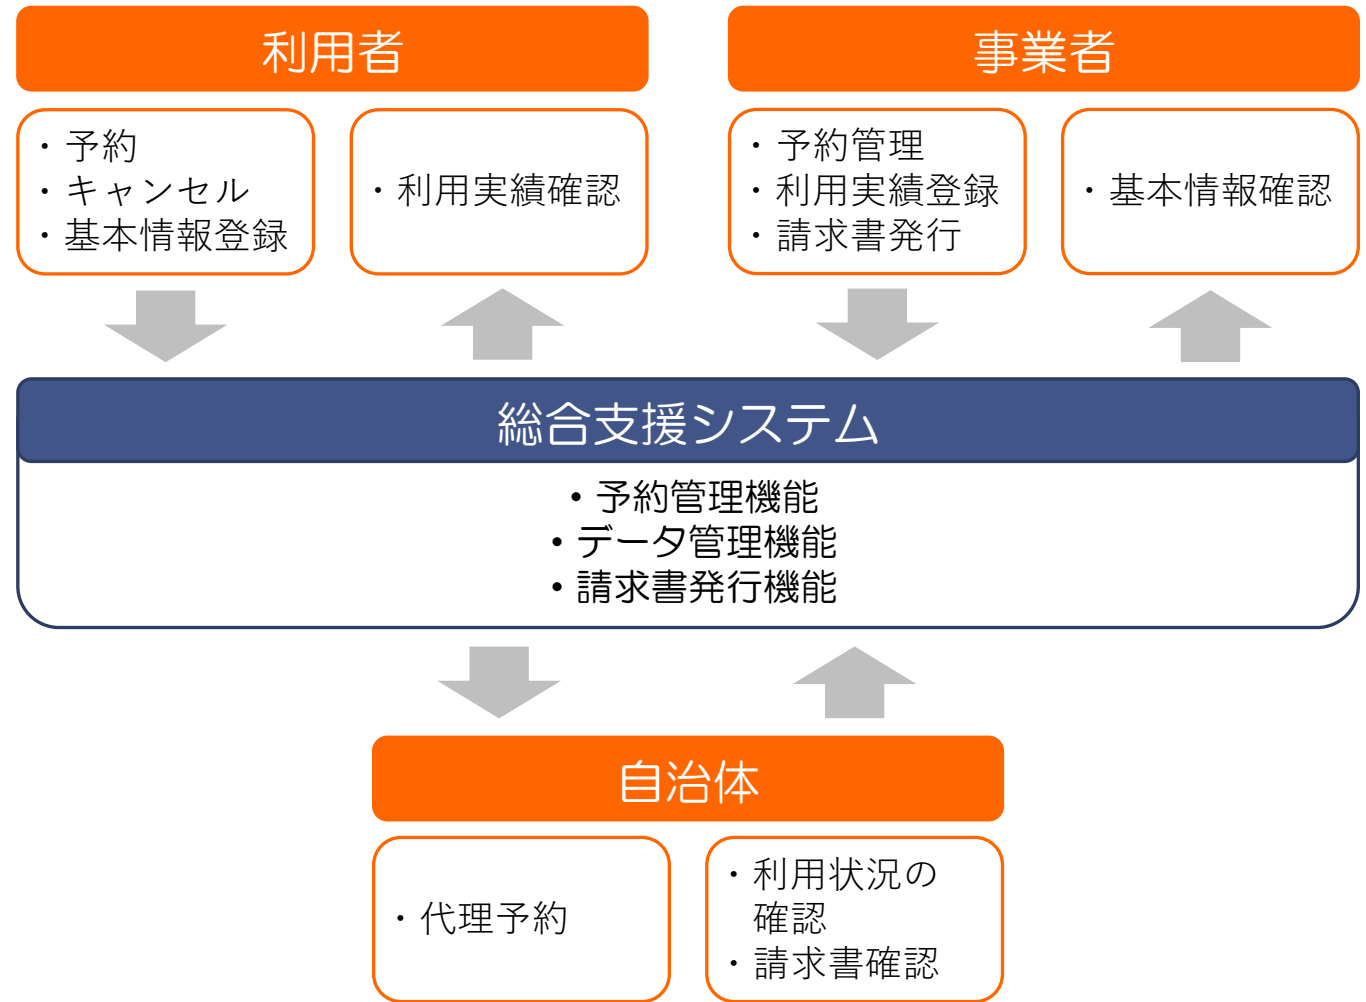 利用者
・予約
・キャンセル
・基本情報登録
・利用実績確認
事業者
・予約管理
・利用実績登録
・請求書発行
・基本情報確認
総合支援システム
・予約管理機能
・データ管理機能
・請求書発行機能
自治体
・代理予約
・利用状況の
確認
・請求書確認